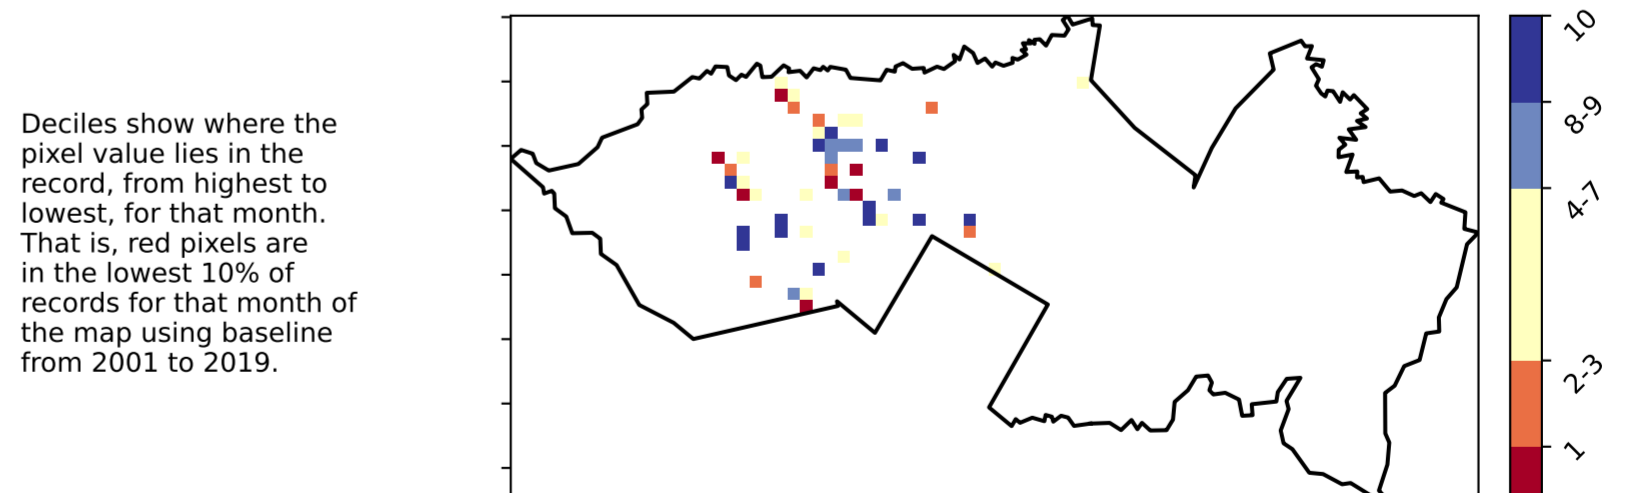 Deciles show where the
pixel value lies in the
record, from highest to
lowest, for that month.
That is, red pixels are
in the lowest 10% of
records for that month of
the map using baseline
from 2001 to 2019.
10
8-9
4-7
2-3
1